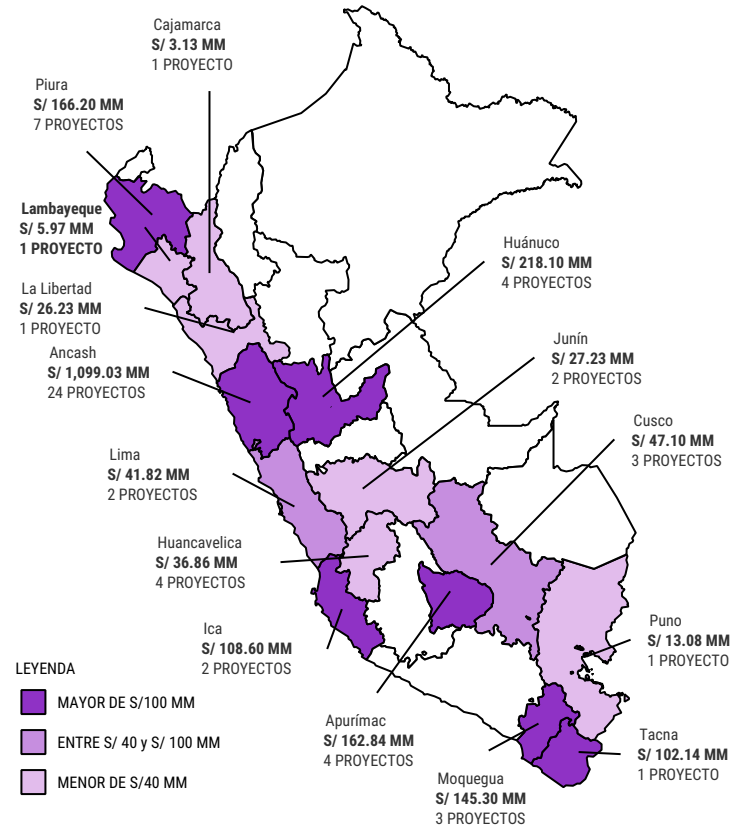 Cajamarca
S/ 3.13 MM
1 PROYECTO
Piura
S/ 166.20 MM
7 PROYECTOS
Lambayeque
S/ 5.97 MM
1 PROYECTO
Huánuco
S/ 218.10 MM
4 PROYECTOS
La Libertad
S/ 26.23 MM
1 PROYECTO
Junín
S/ 27.23 MM
2 PROYECTOS
Ancash
S/ 1,099.03 MM
24 PROYECTOS
Cusco
S/ 47.10 MM
3 PROYECTOS
Lima
S/ 41.82 MM
2 PROYECTOS
Huancavelica
S/ 36.86 MM
4 PROYECTOS
Ica
S/ 108.60 MM
2 PROYECTOS
Puno
S/ 13.08 MM
1 PROYECTO
LEYENDA
MAYOR DE S/100 MM
ENTRE S/ 40 y S/ 100 MM
MENOR DE S/40 MM
Apurímac
S/ 162.84 MM
4 PROYECTOS
Tacna
S/ 102.14 MM
1 PROYECTO
Moquegua
S/ 145.30 MM
3 PROYECTOS